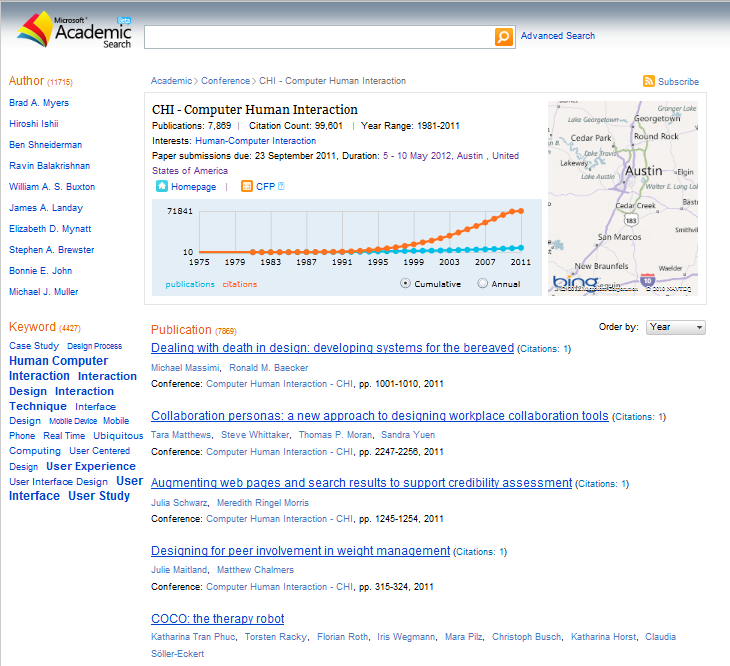 Microsoft®
Academic
Search
Beta
Advanced Search
Author (11715)
Brad A. Myers
Hiroshi Ishii
Ben Shneiderman
Ravin Balakrishnan
William A. S. Buxton
James A. Landay
Elizabeth D. Mynatt
Stephen A. Brewster
Bonnie E. John
Michael J. Muller
Keyword (4427)
Case Study Design Process
Human Computer
Interaction Interaction
Design Interaction
Technique Interface
Design Mobile Device Mobile
Phone Real Time Ubiquitous
Computing User Centered
Design User Experience
User Interface Design User
Interface User Study
Academic > Conference > CHI - Computer Human Interaction
Subscribe
CHI - Computer Human Interaction
Publications: 7,869 | Citation Count: 99,601 | Year Range: 1981-2011
Interests: Human-Computer Interaction
Paper submissions due: 23 September 2011, Duration: 5 - 10 May 2012, Austin , United
States of America
Homepage | CFP
71841
10
1975 1979 1983 1987 1991 1995 1999 2003 2007 2011
publications citations Cumulative Annual
Granger Lake
Lake Georgetown
Georgetown
Cedar Park
Round Rock
Lake Travis
Lakeway
Austin
Elgin
Lake Austin
Walter E. Long La
Cedar Creek
Bast
183
Smithvil
San Marcos
New Braunfels
Waelder
10
bing
Publication (7869)
Order by: Year
Dealing with death in design: developing systems for the bereaved (Citations: 1)
Michael Massimi, Ronald M. Baecker
Conference: Computer Human Interaction - CHI, pp. 1001-1010, 2011
Collaboration personas: a new approach to designing workplace collaboration tools (Citations: 1)
Tara Matthews, Steve Whittaker, Thomas P. Moran, Sandra Yuen
Conference: Computer Human Interaction - CHI, pp. 2247-2256, 2011
Augmenting web pages and search results to support credibility assessment (Citations: 1)
Julia Schwarz, Meredith Ringel Morris
Conference: Computer Human Interaction - CHI, pp. 1245-1254, 2011
Designing for peer involvement in weight management (Citations: 1)
Julie Maitland, Matthew Chalmers
Conference: Computer Human Interaction - CHI, pp. 315-324, 2011
COCO: the therapy robot
Katharina Tran Phuc, Torsten Racky, Florian Roth, Iris Wegmann, Mara Pilz, Christoph Busch, Katharina Horst, Claudia
Söller-Eckert